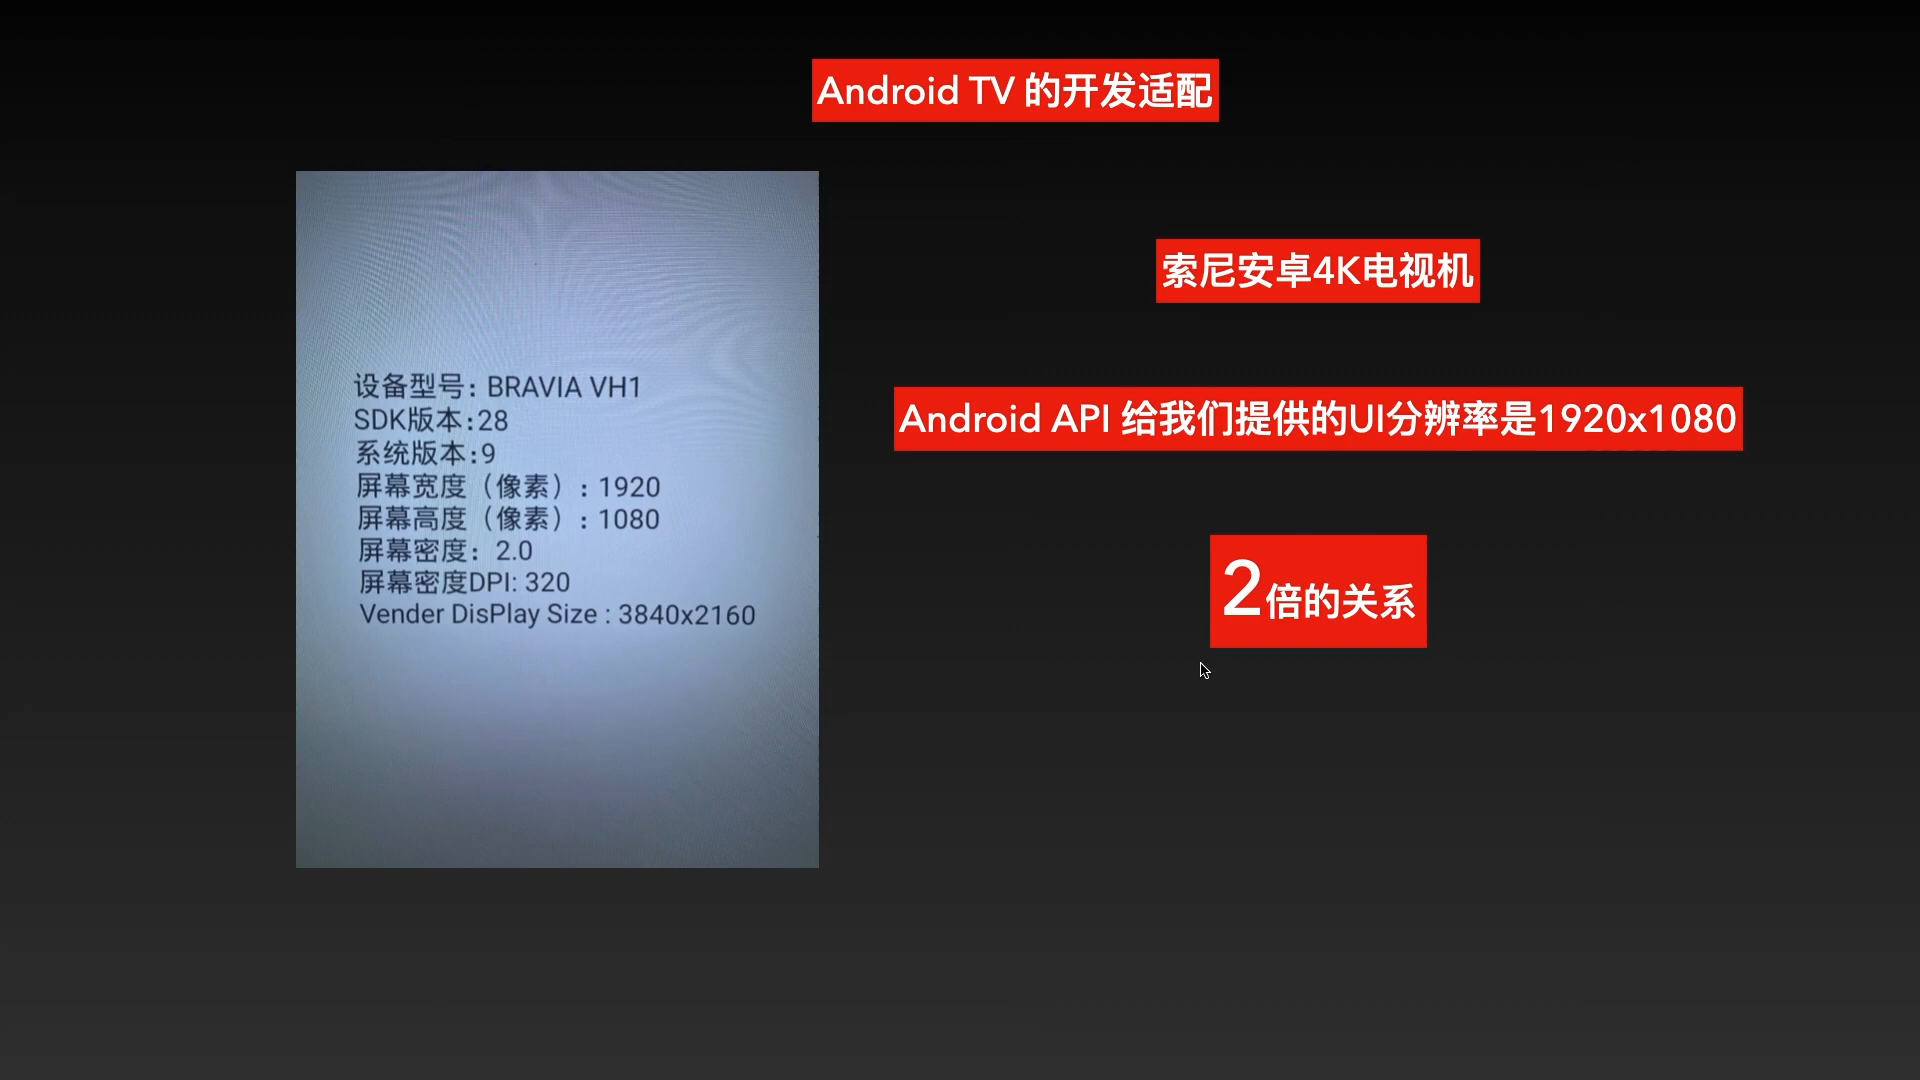 Android TV 的开发适配
设备型号: BRAVIA VH1
SDK版本:28
系统版本:9
屏幕宽度（像素）: 1920
屏幕高度（像素）: 1080
屏幕密度: 2.0
屏幕密度DPI: 320
Vender DisPlay Size : 3840x2160
索尼安卓4K电视机
Android API 给我们提供的UI分辨率是1920x1080
2倍的关系